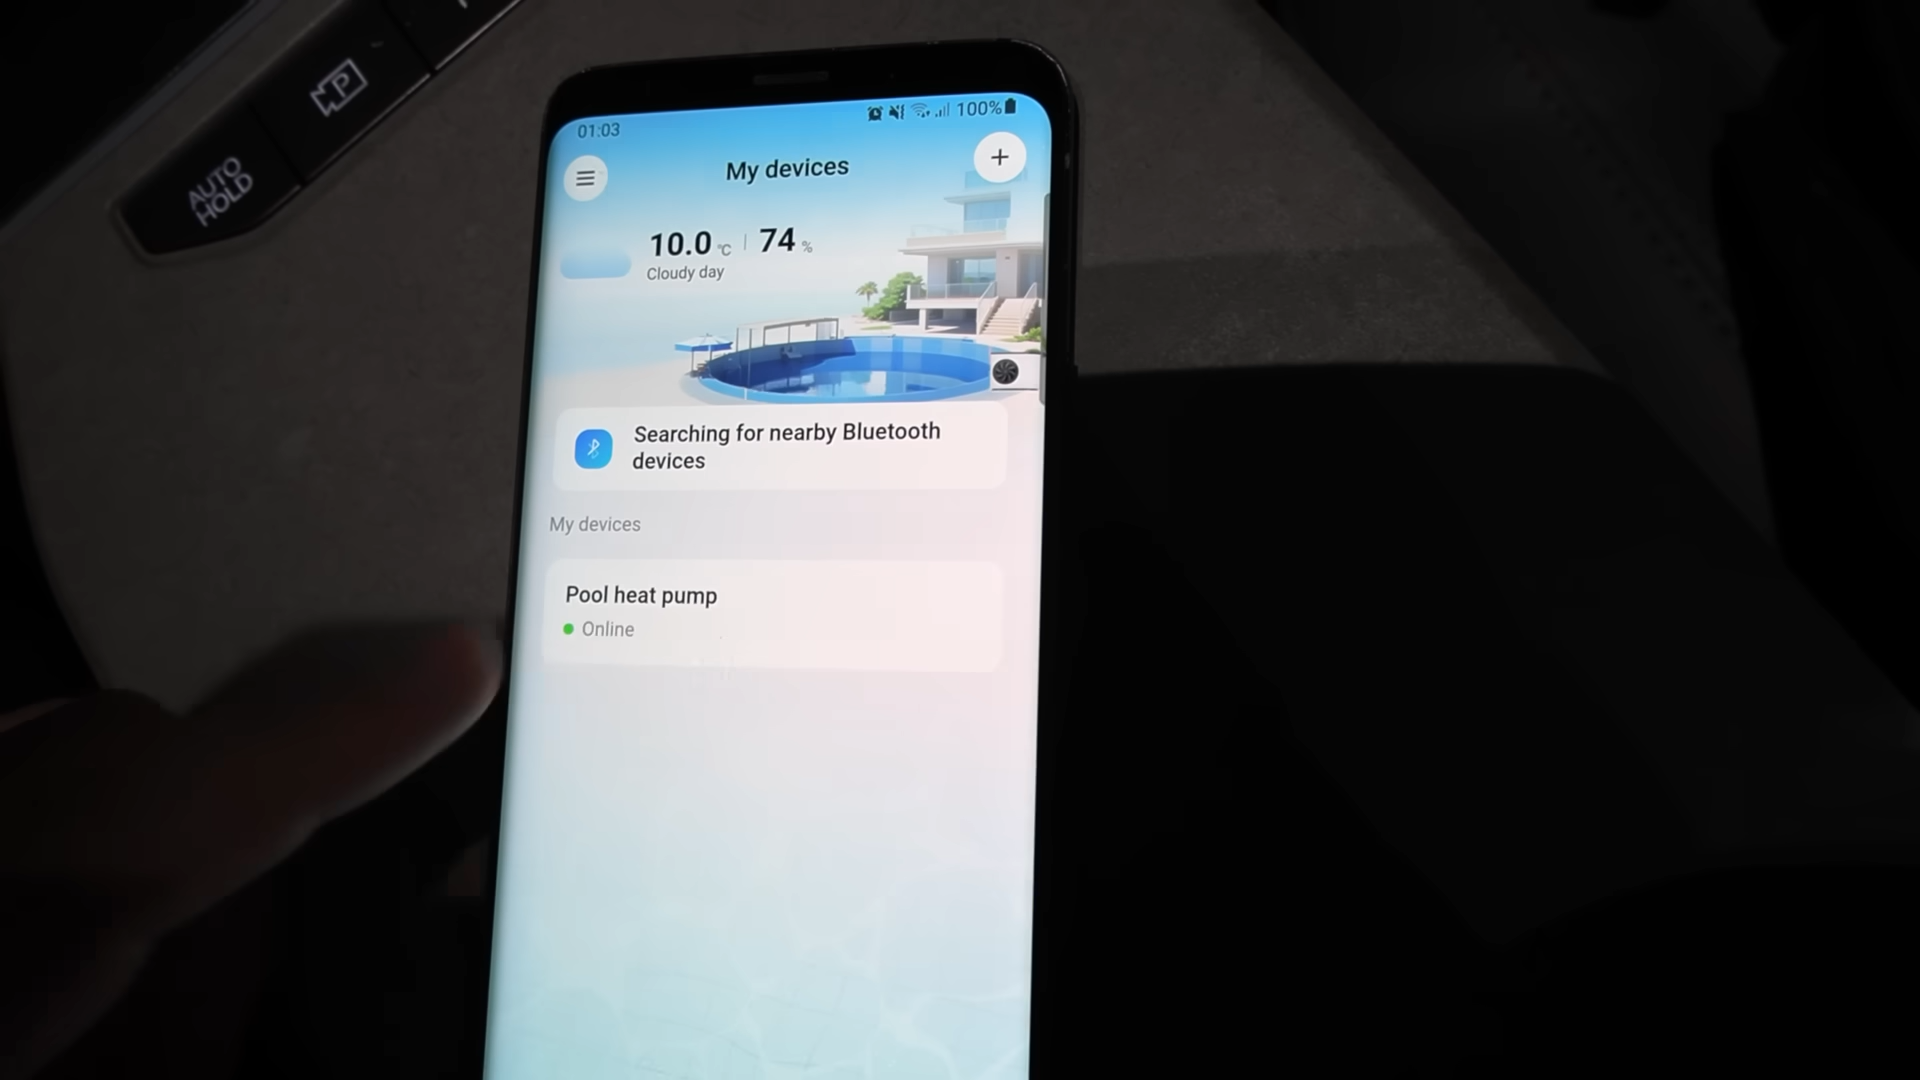 P
AUTO
HOLD
01:03
100%
My devices
10.0 °C | 74 %
Cloudy day
Searching for nearby Bluetooth
devices
My devices
Pool heat pump
Online